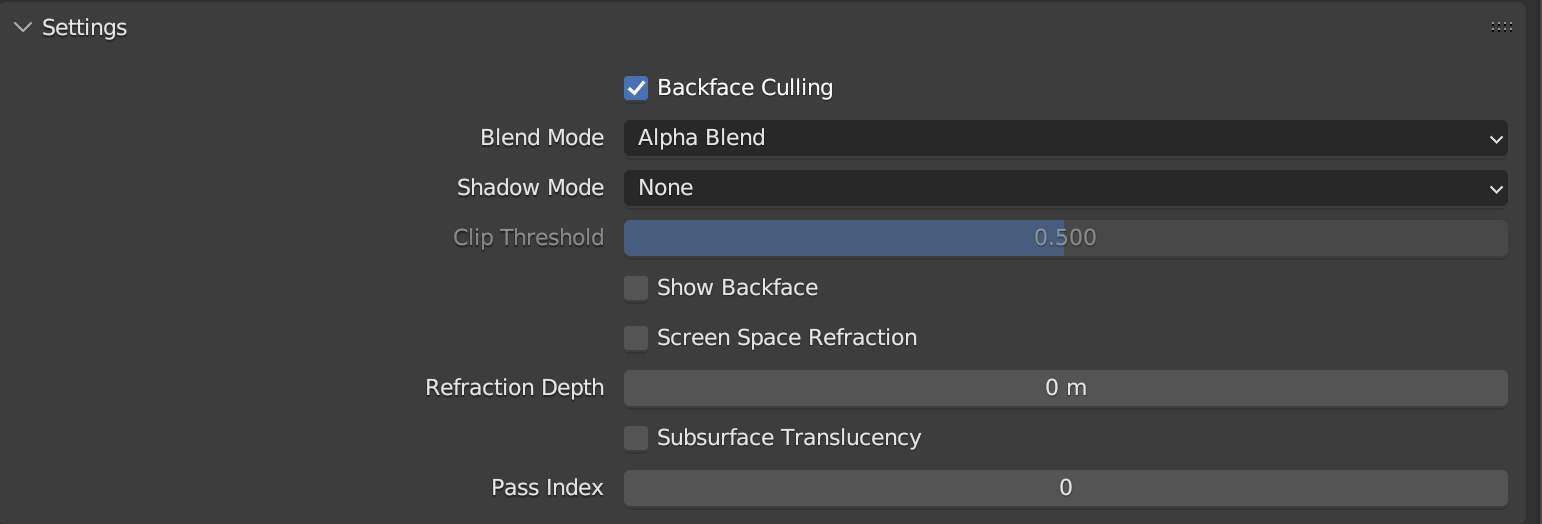 Settings
Backface Culling
Blend Mode Alpha Blend
Shadow Mode None
Clip Threshold 0.500
Show Backface
Screen Space Refraction
Refraction Depth 0 m
Subsurface Translucency
Pass Index 0